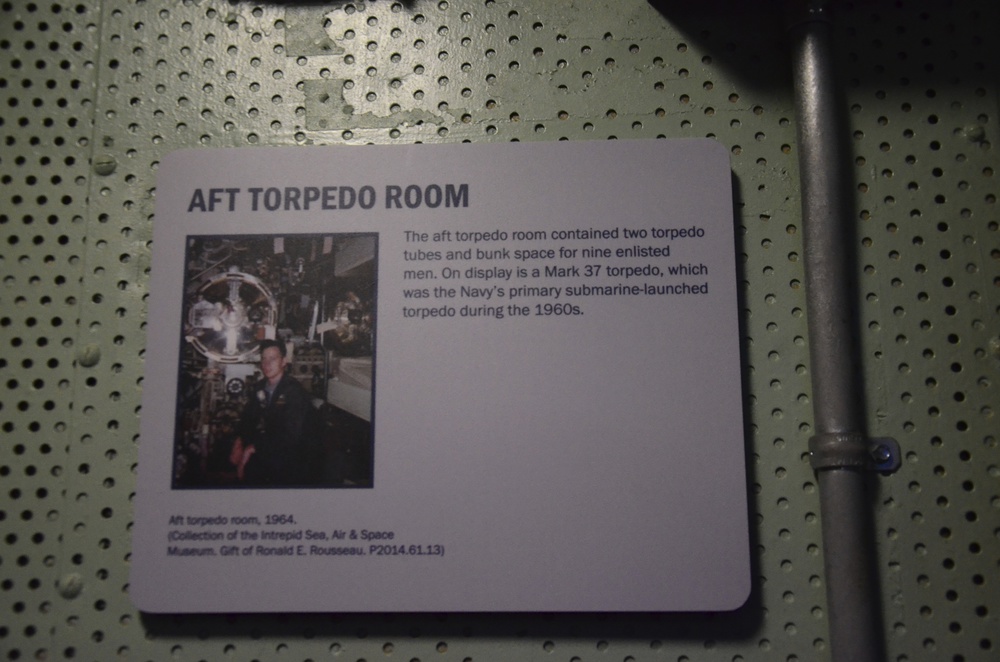 AFT TORPEDO ROOM
The aft torpedo room contained two torpedo
tubes and bunk space for nine enlisted
men. On display is a Mark 37 torpedo, which
was the Navy's primary submarine-launched
torpedo during the 1960s.
Aft torpedo room, 1964.
(Collection of the Intrepid Sea, Air & Space
Museum. Gift of Ronald E. Rousseau. P2014.61.13)